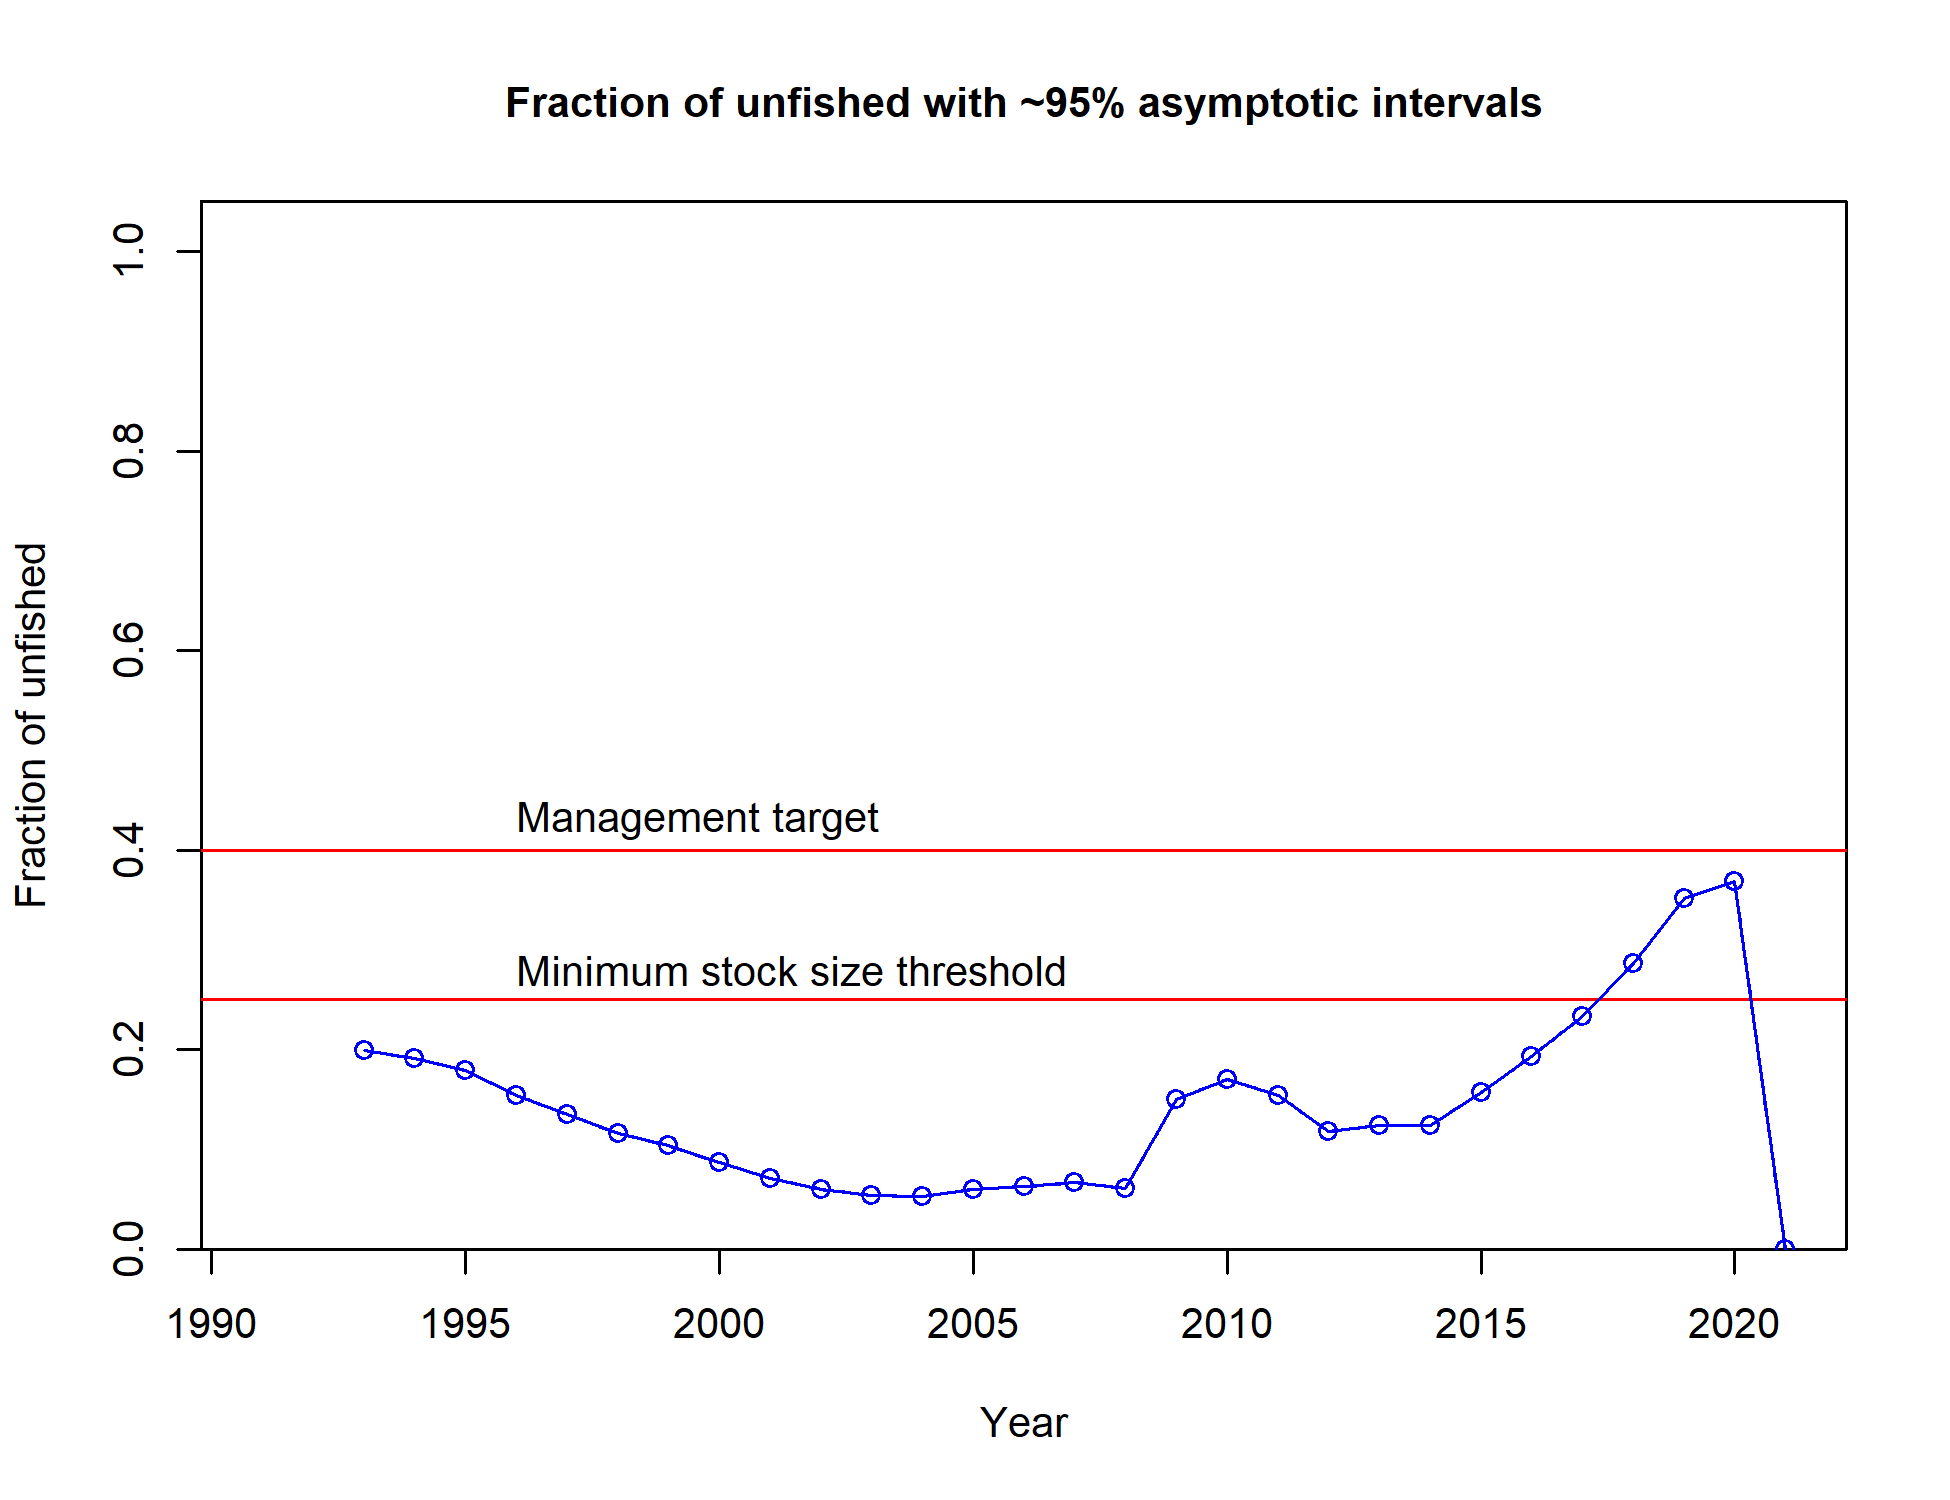 Fraction of unfished with ~95% asymptotic intervals
1.0
0.8
0.6
0.4
0.2
0.0
Fraction of unfished
Management target
Minimum stock size threshold
1990 1995 2000 2005 2010 2015 2020
Year